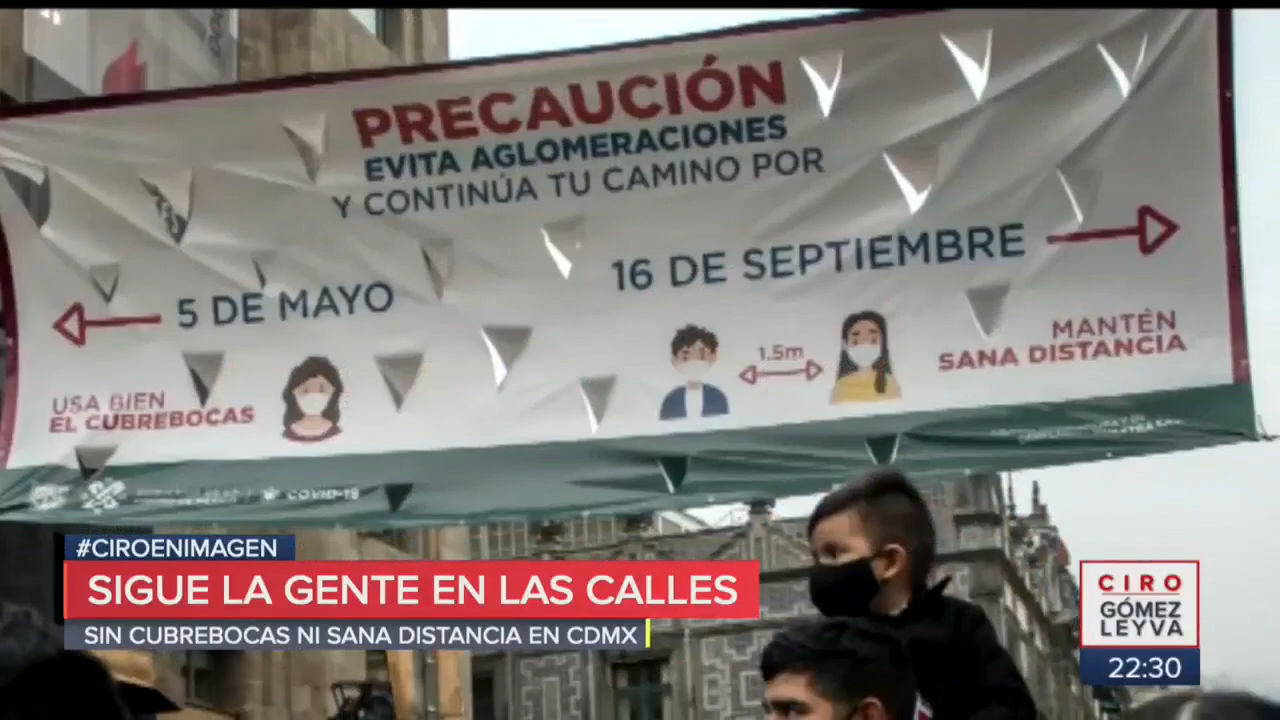 PRECAUCIÓN
EVITA AGLOMERACIONES
Y CONTINÚA TU CAMINO POR
5 DE MAYO
16 DE SEPTIEMBRE
USA BIEN
EL CUBREBOCAS
1.5m
MANTÉN
SANA DISTANCIA
COVID-19
#CIROENIMAGEN
SIGUE LA GENTE EN LAS CALLES
SIN CUBREBOCAS NI SANA DISTANCIA EN CDMX
CIRO
GÓMEZ
LEYVA
22:30